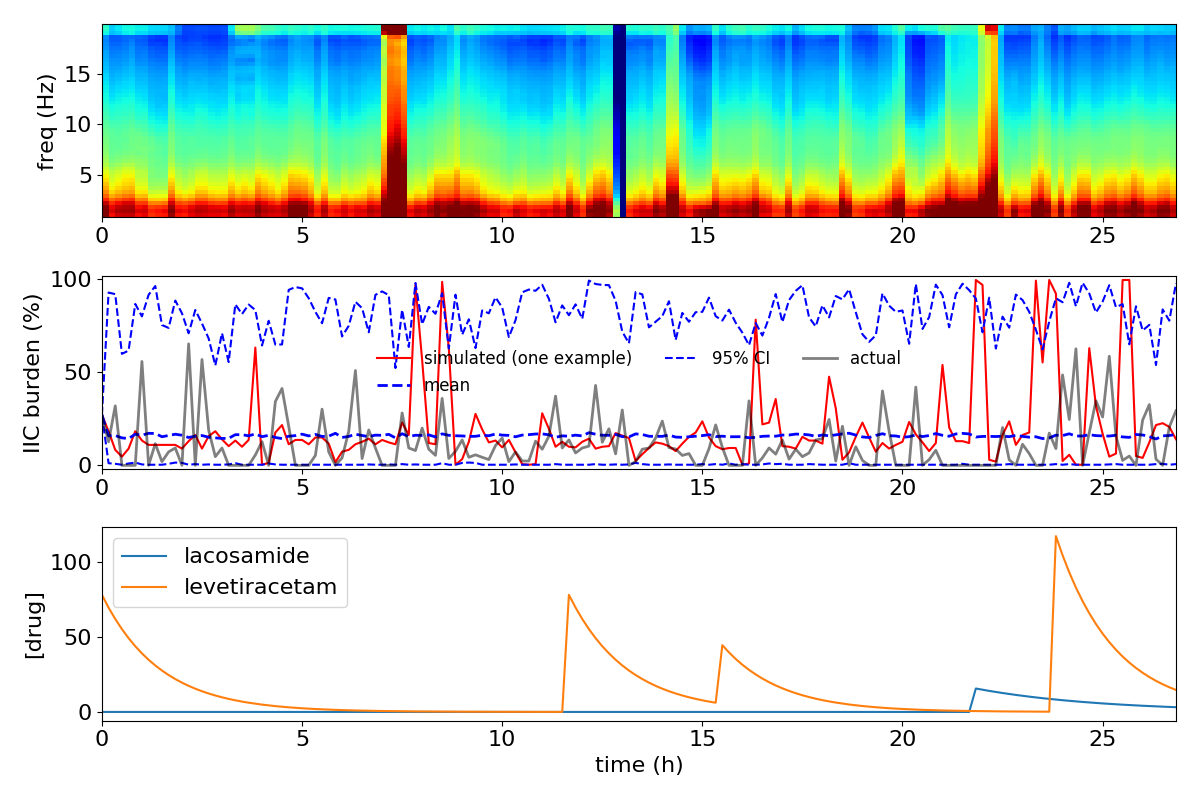 freq (Hz)
15
10
5
0 5 10 15 20 25
IIC burden (%)
100
50
0
simulated (one example) 95% CI actual
mean
0 5 10 15 20 25
[drug]
100
50
0
lacosamide
levetiracetam
0 5 10 15 20 25
time (h)